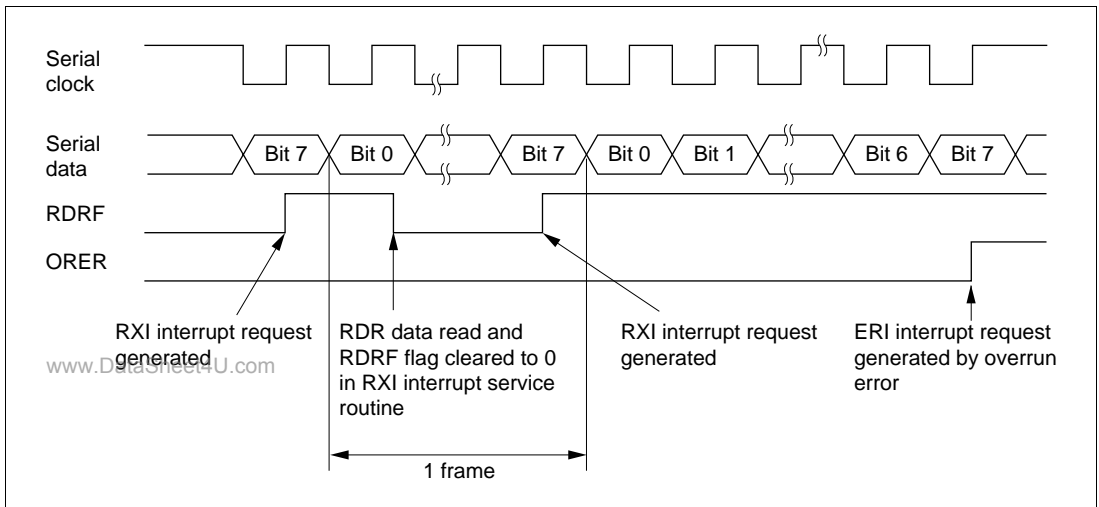 Serial
clock
Serial
data
Bit 7 Bit 0 Bit 7 Bit 0 Bit 1 Bit 6 Bit 7
RDRF
ORER
RXI interrupt request
generated
RDR data read and
RDRF flag cleared to 0
in RXI interrupt service
routine
RXI interrupt request
generated
ERI interrupt request
generated by overrun
error
www.DataSheet4U.com
1 frame